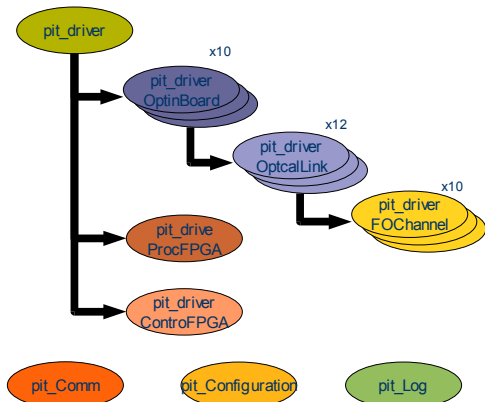 pit_driver
x10
pit_driver
OptinBoard
x12
pit_driver
OptcalLink
x10
pit_driver
FOChannel
pit_drive
ProcFPGA
pit_driver
ControFPGA
pit_Comm
pit_Configuration
pit_Log